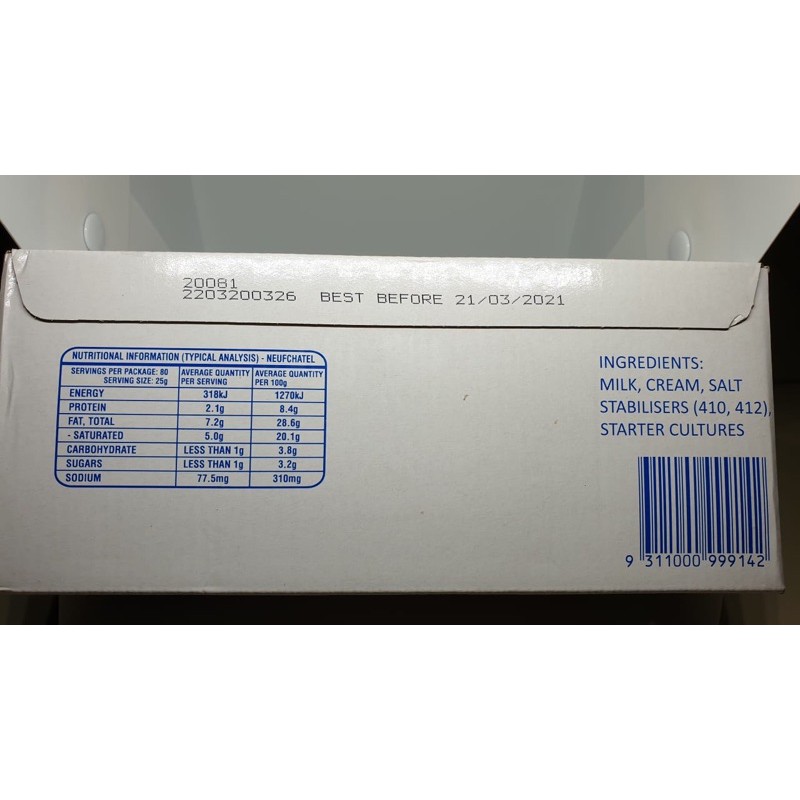 20081
2203200326 BEST BEFORE 21/03/2021
NUTRITIONAL INFORMATION (TYPICAL ANALYSIS) - NEUFCHATEL
SERVINGS PER PACKAGE: 80
SERVING SIZE: 25g
AVERAGE QUANTITY
PER SERVING
AVERAGE QUANTITY
PER 100g
ENERGY 318kJ 1270kJ
PROTEIN 2.1g 8.4g
FAT, TOTAL 7.2g 28.6g
- SATURATED 5.0g 20.1g
CARBOHYDRATE LESS THAN 1g 3.8g
SUGARS LESS THAN 1g 3.2g
SODIUM 77.5mg 310mg
INGREDIENTS:
MILK, CREAM, SALT
STABILISERS (410, 412),
STARTER CULTURES
9 311000 999142